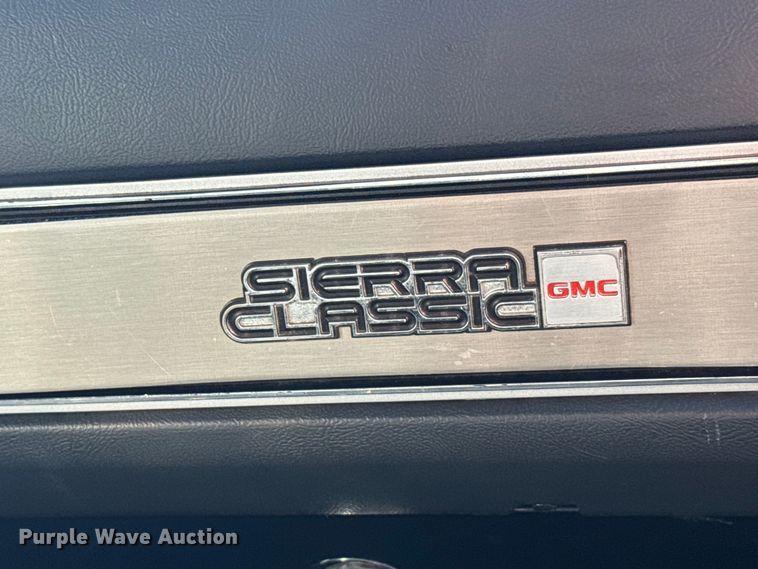 SIERRA
CLASSIC
GMC
Purple Wave Auction